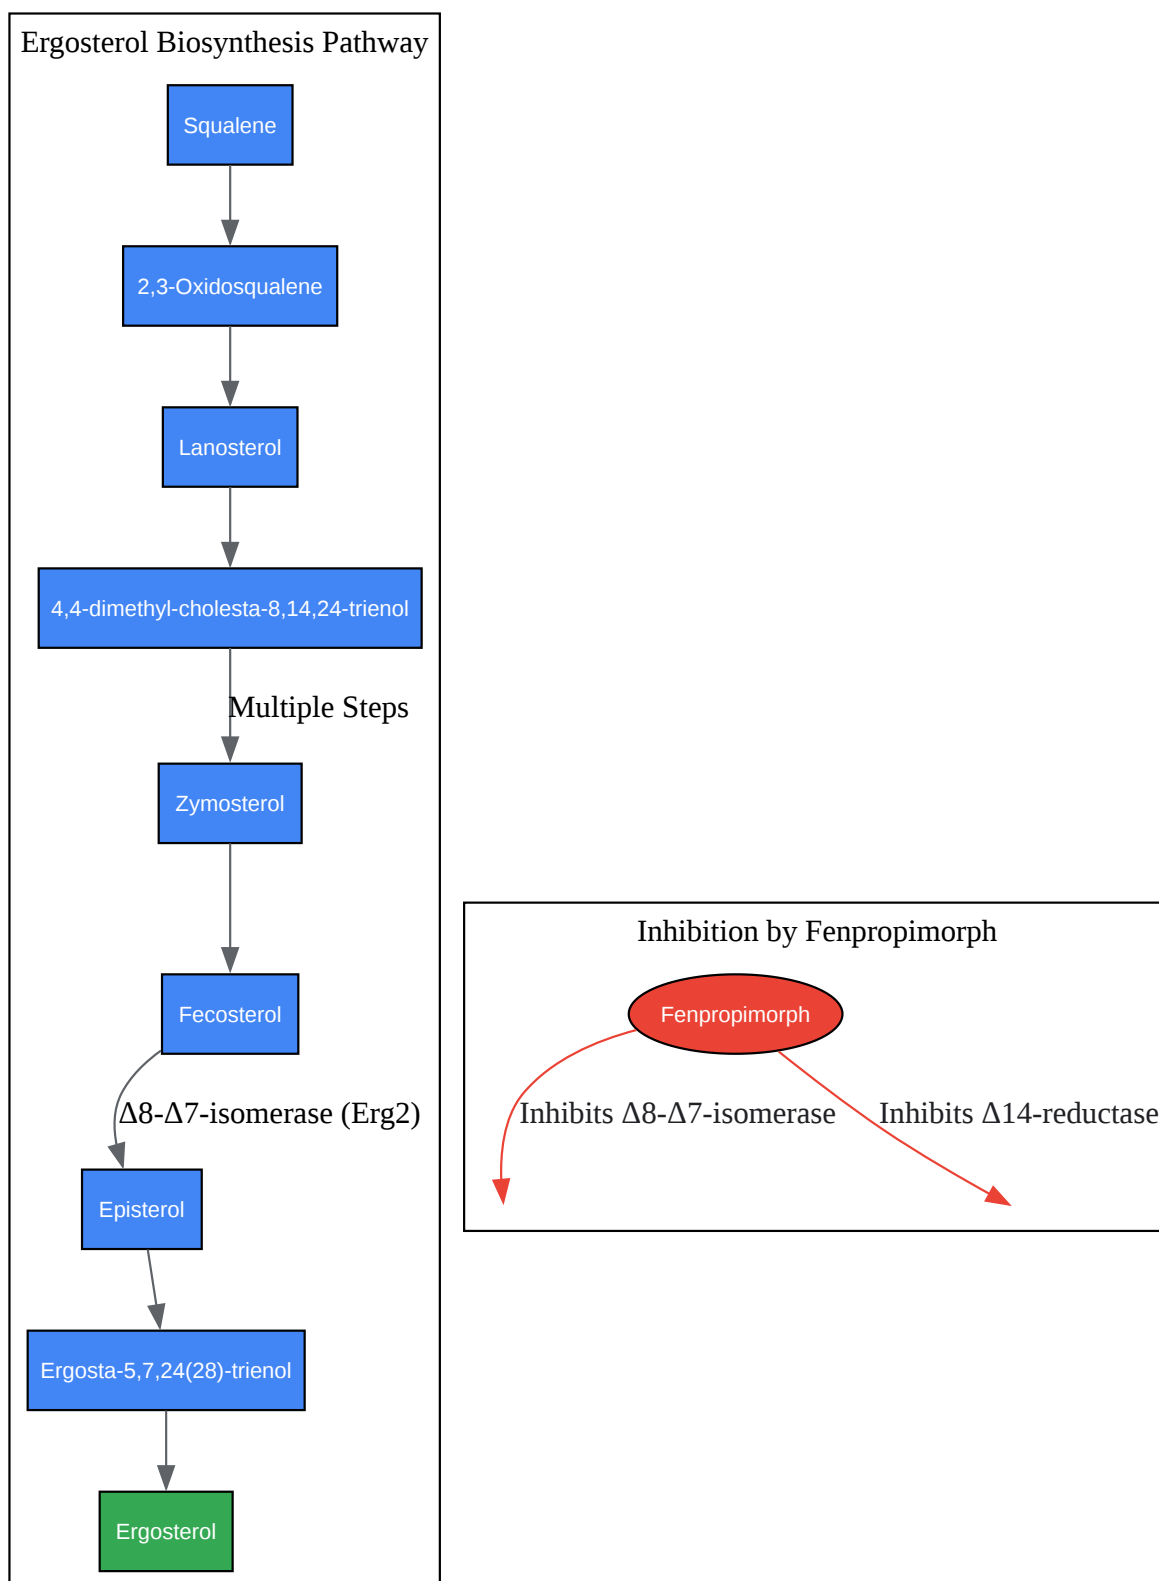 Ergosterol Biosynthesis Pathway
Squalene
2,3-Oxidosqualene
Lanosterol
4,4-dimethyl-cholesta-8,14,24-trienol
Multiple Steps
Zymosterol
Fecosterol
Δ8-Δ7-isomerase (Erg2)
Episterol
Ergosta-5,7,24(28)-trienol
Ergosterol
Inhibition by Fenpropimorph
Fenpropimorph
Inhibits Δ8-Δ7-isomerase
Inhibits Δ14-reductase